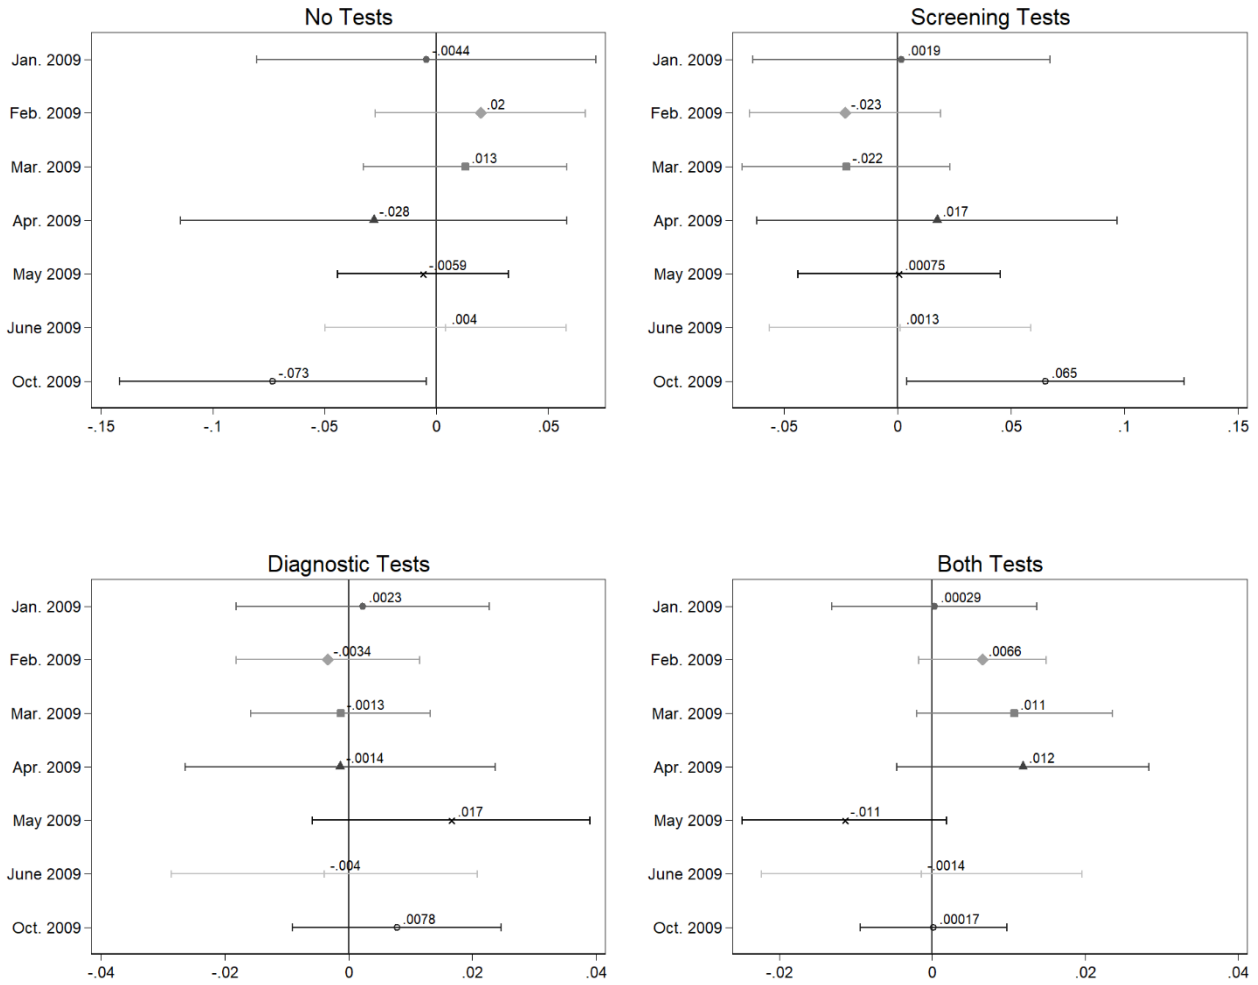 No Tests
Jan. 2009
-.0044
Feb. 2009
.02
Mar. 2009
.013
Apr. 2009
-.028
May 2009
-.0059
June 2009
.004
Oct. 2009
-.073
-.15 -.1 -.05 0 .05
Screening Tests
Jan. 2009
.0019
Feb. 2009
-.023
Mar. 2009
-.022
Apr. 2009
.017
May 2009
.00075
June 2009
.0013
Oct. 2009
.065
-.05 0 .05 .1 .15
Diagnostic Tests
Jan. 2009
.0023
Feb. 2009
-.0034
Mar. 2009
-.0013
Apr. 2009
-.0014
May 2009
.017
June 2009
-.004
Oct. 2009
.0078
-.04 -.02 0 .02 .04
Both Tests
Jan. 2009
.00029
Feb. 2009
.0066
Mar. 2009
.011
Apr. 2009
.012
May 2009
-.011
June 2009
-.0014
Oct. 2009
.00017
-.02 0 .02 .04